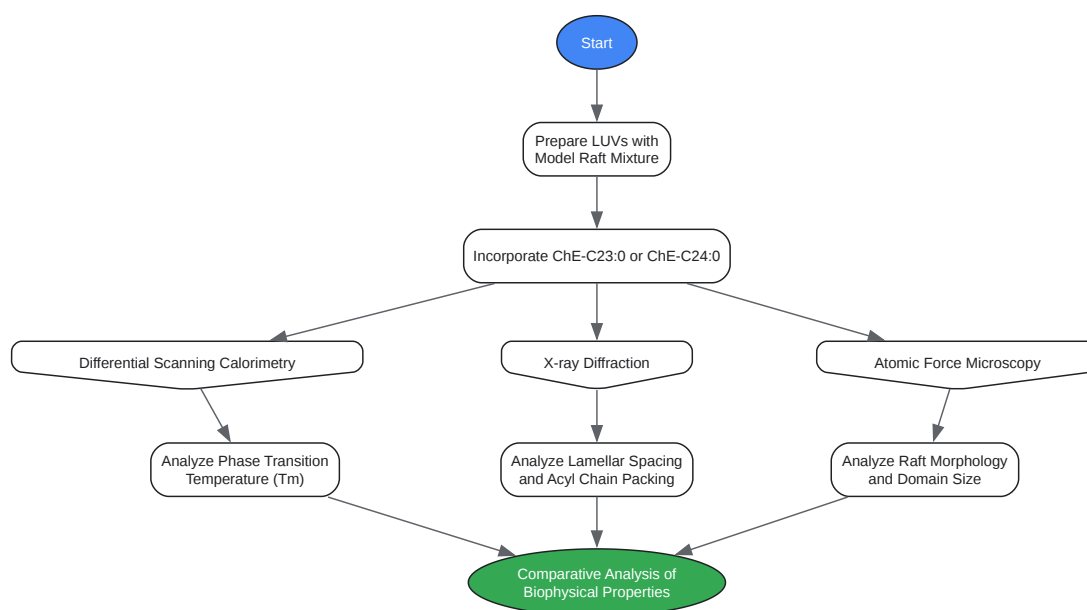 Start
Prepare LUVs with
Model Raft Mixture
Incorporate ChE-C23:0 or ChE-C24:0
Differential Scanning Calorimetry
X-ray Diffraction
Atomic Force Microscopy
Analyze Phase Transition
Temperature (Tm)
Analyze Lamellar Spacing
and Acyl Chain Packing
Analyze Raft Morphology
and Domain Size
Comparative Analysis of
Biophysical Properties